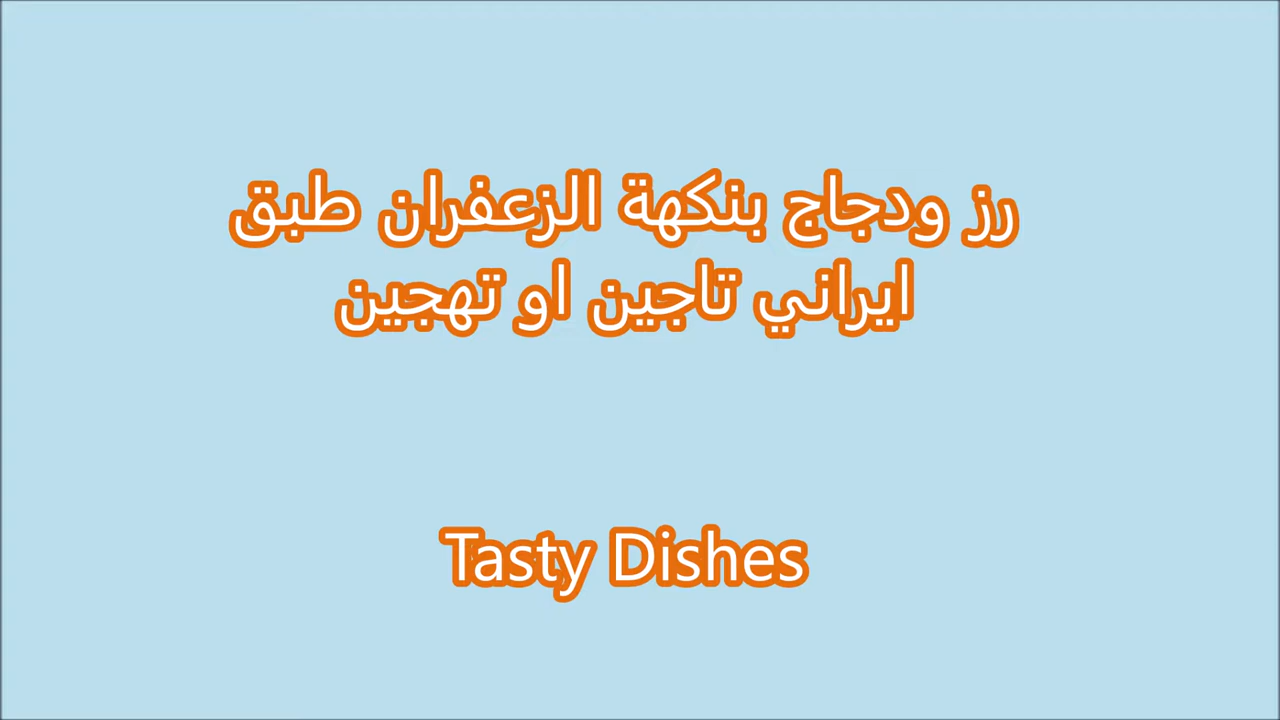 رز ودجاج بنكهة الزعفران طبق
ايراني تاجين او تهجين
Tasty Dishes